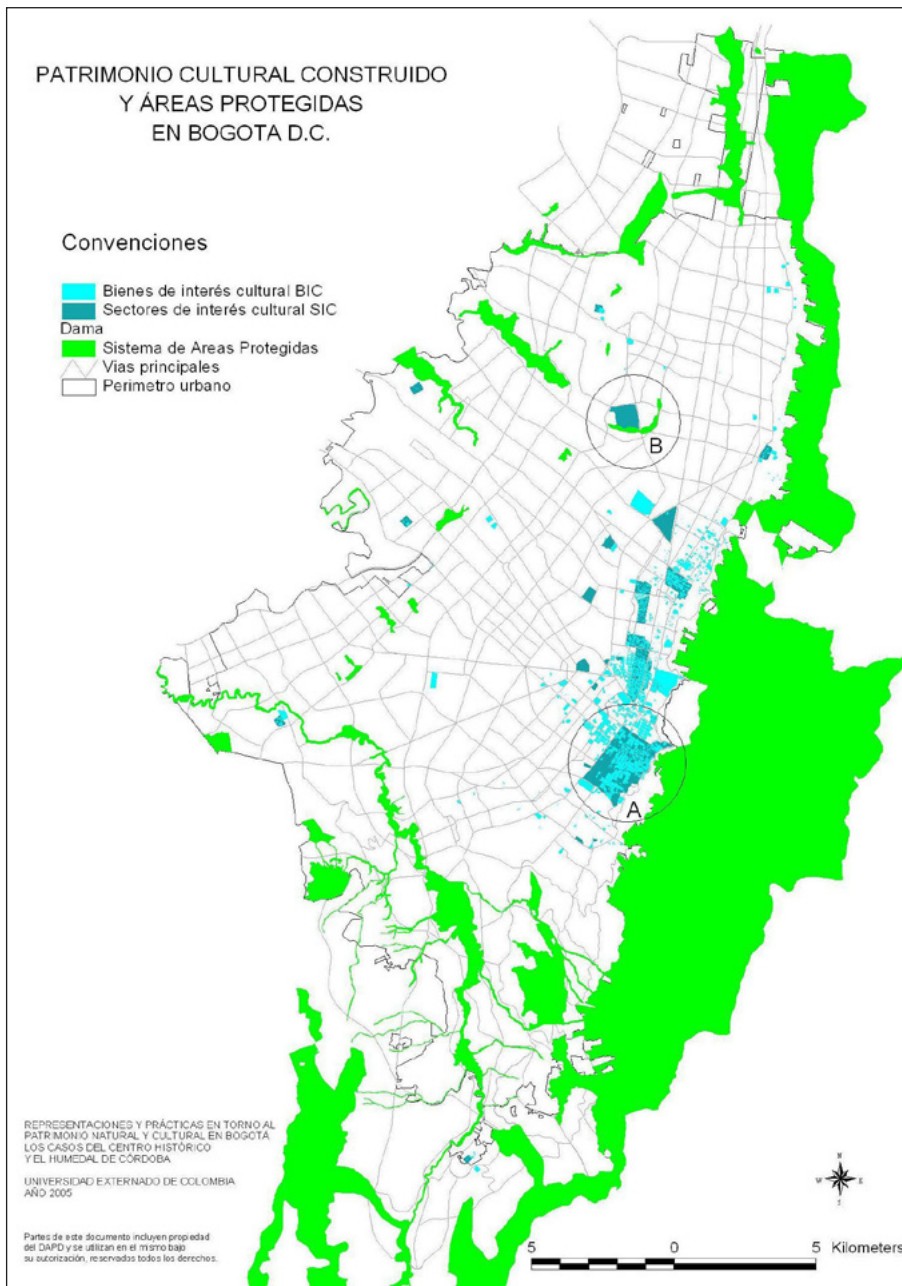 PATRIMONIO CULTURAL CONSTRUIDO
Y ÁREAS PROTEGIDAS
EN BOGOTA D.C.
Convenciones
Bienes de interés cultural BIC
Sectores de interés cultural SIC
Dama
Sistema de Areas Protegidas
Vias principales
Perimetro urbano
B
A
REPRESENTACIONES Y PRÁCTICAS EN TORNO AL
PATRIMONIO NATURAL Y CULTURAL EN BOGOTÁ
LOS CASOS DEL CENTRO HISTÓRICO
Y EL HUMEDAL DE CÓRDOBA
UNIVERSIDAD EXTERNADO DE COLOMBIA
AÑO 2005
Partes de este documento incluyen propiedad
del DAPD y se utilizan en el mismo bajo
su autorización, reservados todos los derechos.
N
W E
5 0 5 Kilometers